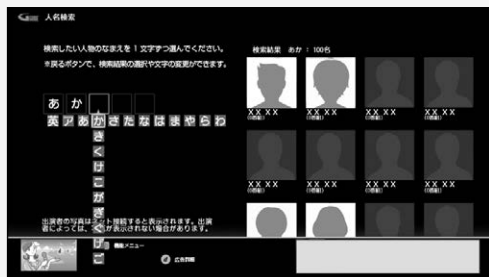 人名検索
検索したい人物のなまえを1文字ずつ選んでください。
※戻るボタンで、検索結果の選択や文字の変更ができます。
検索結果 あか：100名
あ か
英 ア あ か さ た な は ま や ら わ
き
く
け
こ
が
ぎ
ぐ
げ
ご
XX XX
XX XX
XX XX
XX XX
XX XX
XX XX
XX XX
XX XX
出演者の写真はネット接続すると表示されます。出演
者によっては、
が表示されない場合があります。
機能メニュー